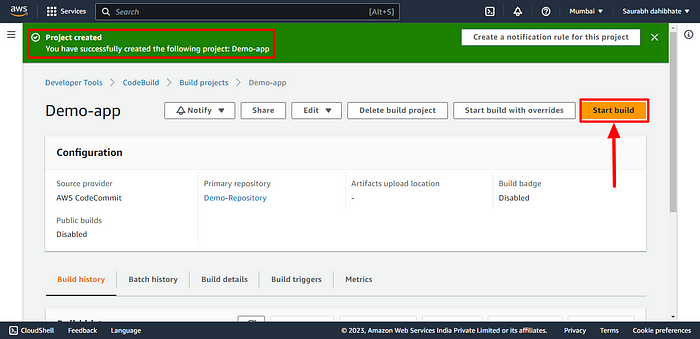 aws
Services
Search
[Alt+S]
Mumbai
Saurabh dahibhate
Project created
You have successfully created the following project: Demo-app
Create a notification rule for this project
Developer Tools
CodeBuild
Build projects
Demo-app
Demo-app
Notify
Share
Edit
Delete build project
Start build with overrides
Start build
Configuration
Source provider
AWS CodeCommit
Primary repository
Demo-Repository
Artifacts upload location
-
Build badge
Disabled
Public builds
Disabled
Build history
Batch history
Build details
Build triggers
Metrics
CloudShell
Feedback
Language
© 2023, Amazon Web Services India Private Limited or its affiliates.
Privacy
Terms
Cookie preferences